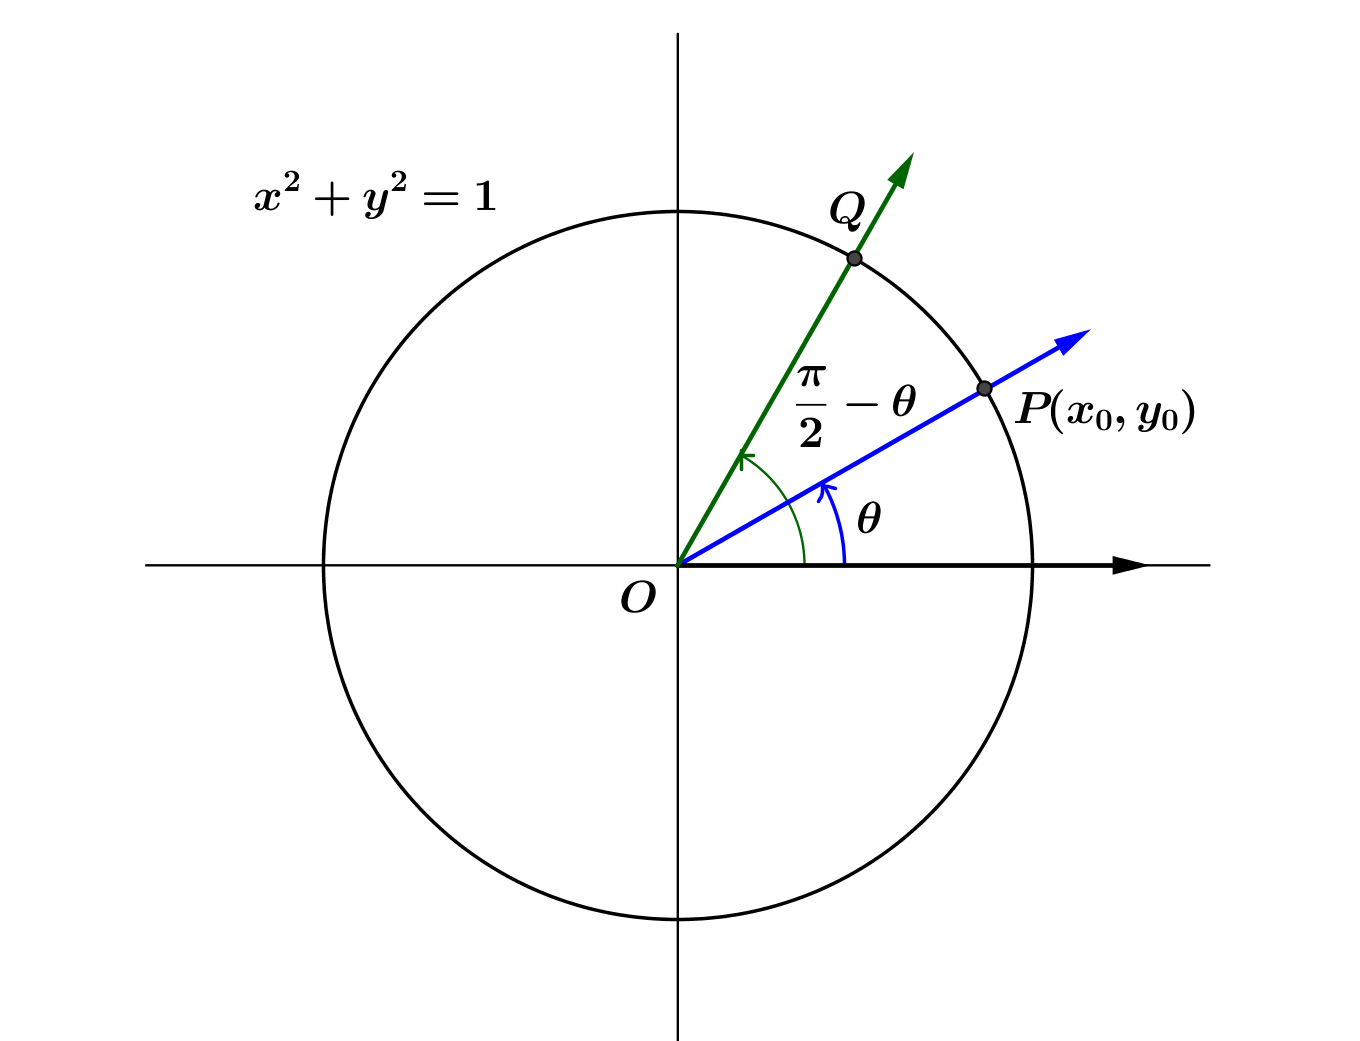 x² + y² = 1
Q
π/2 − θ
P(x₀, y₀)
θ
O